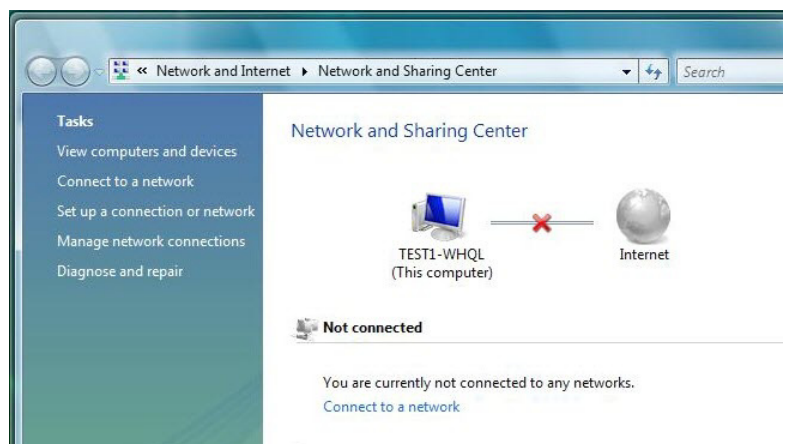 « Network and Internet ▸ Network and Sharing Center
Search
Tasks
View computers and devices
Connect to a network
Set up a connection or network
Manage network connections
Diagnose and repair
Network and Sharing Center
TEST1-WHQL
(This computer)
Internet
Not connected
You are currently not connected to any networks.
Connect to a network